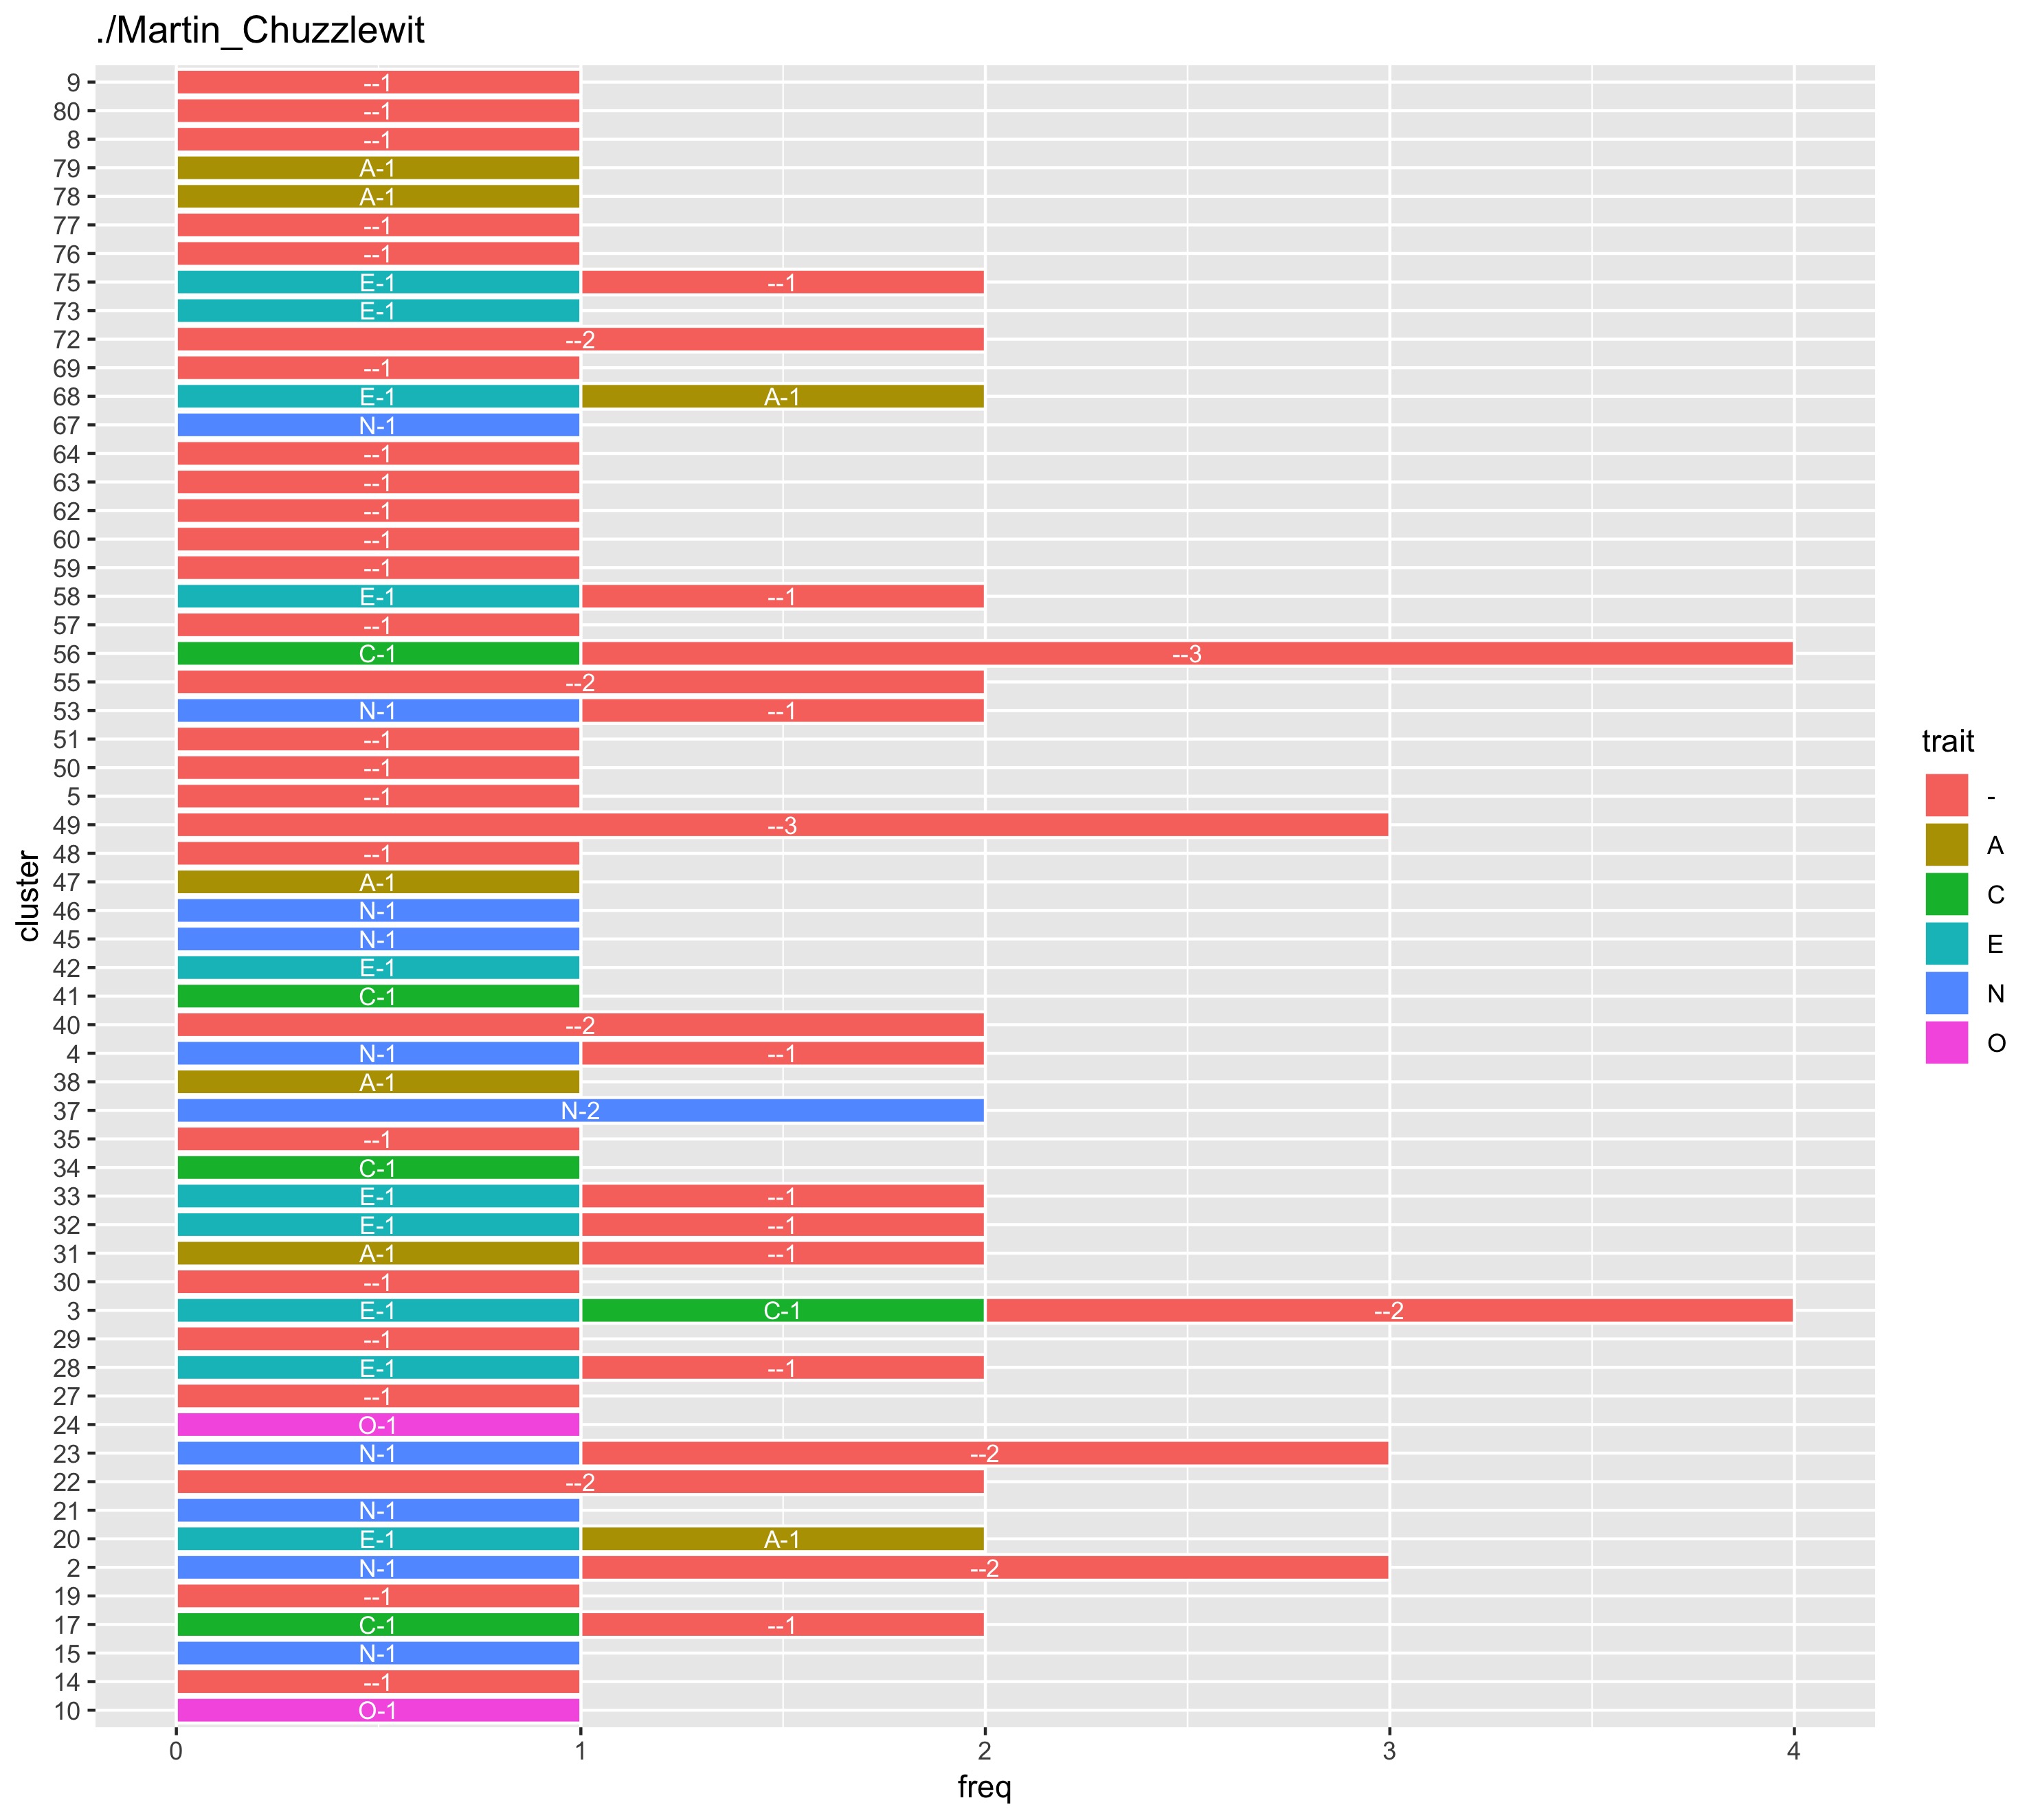 ./Martin_Chuzzlewit
9 --1
80 --1
8 --1
79 A-1
78 A-1
77 --1
76 --1
75 E-1 --1
73 E-1
72 --2
69 --1
68 E-1 A-1
67 N-1
64 --1
63 --1
62 --1
60 --1
59 --1
58 E-1 --1
57 --1
56 C-1 --3
55 --2
53 N-1 --1
51 --1
50 --1
5 --1
49 --3
48 --1
47 A-1
46 N-1
45 N-1
42 E-1
41 C-1
40 --2
4 N-1 --1
38 A-1
37 N-2
35 --1
34 C-1
33 E-1 --1
32 E-1 --1
31 A-1 --1
30 --1
3 E-1 C-1 --2
29 --1
28 E-1 --1
27 --1
24 O-1
23 N-1 --2
22 --2
21 N-1
20 E-1 A-1
2 N-1 --2
19 --1
17 C-1 --1
15 N-1
14 --1
10 O-1
0 1 2 3 4
freq
cluster
trait
-
A
C
E
N
O